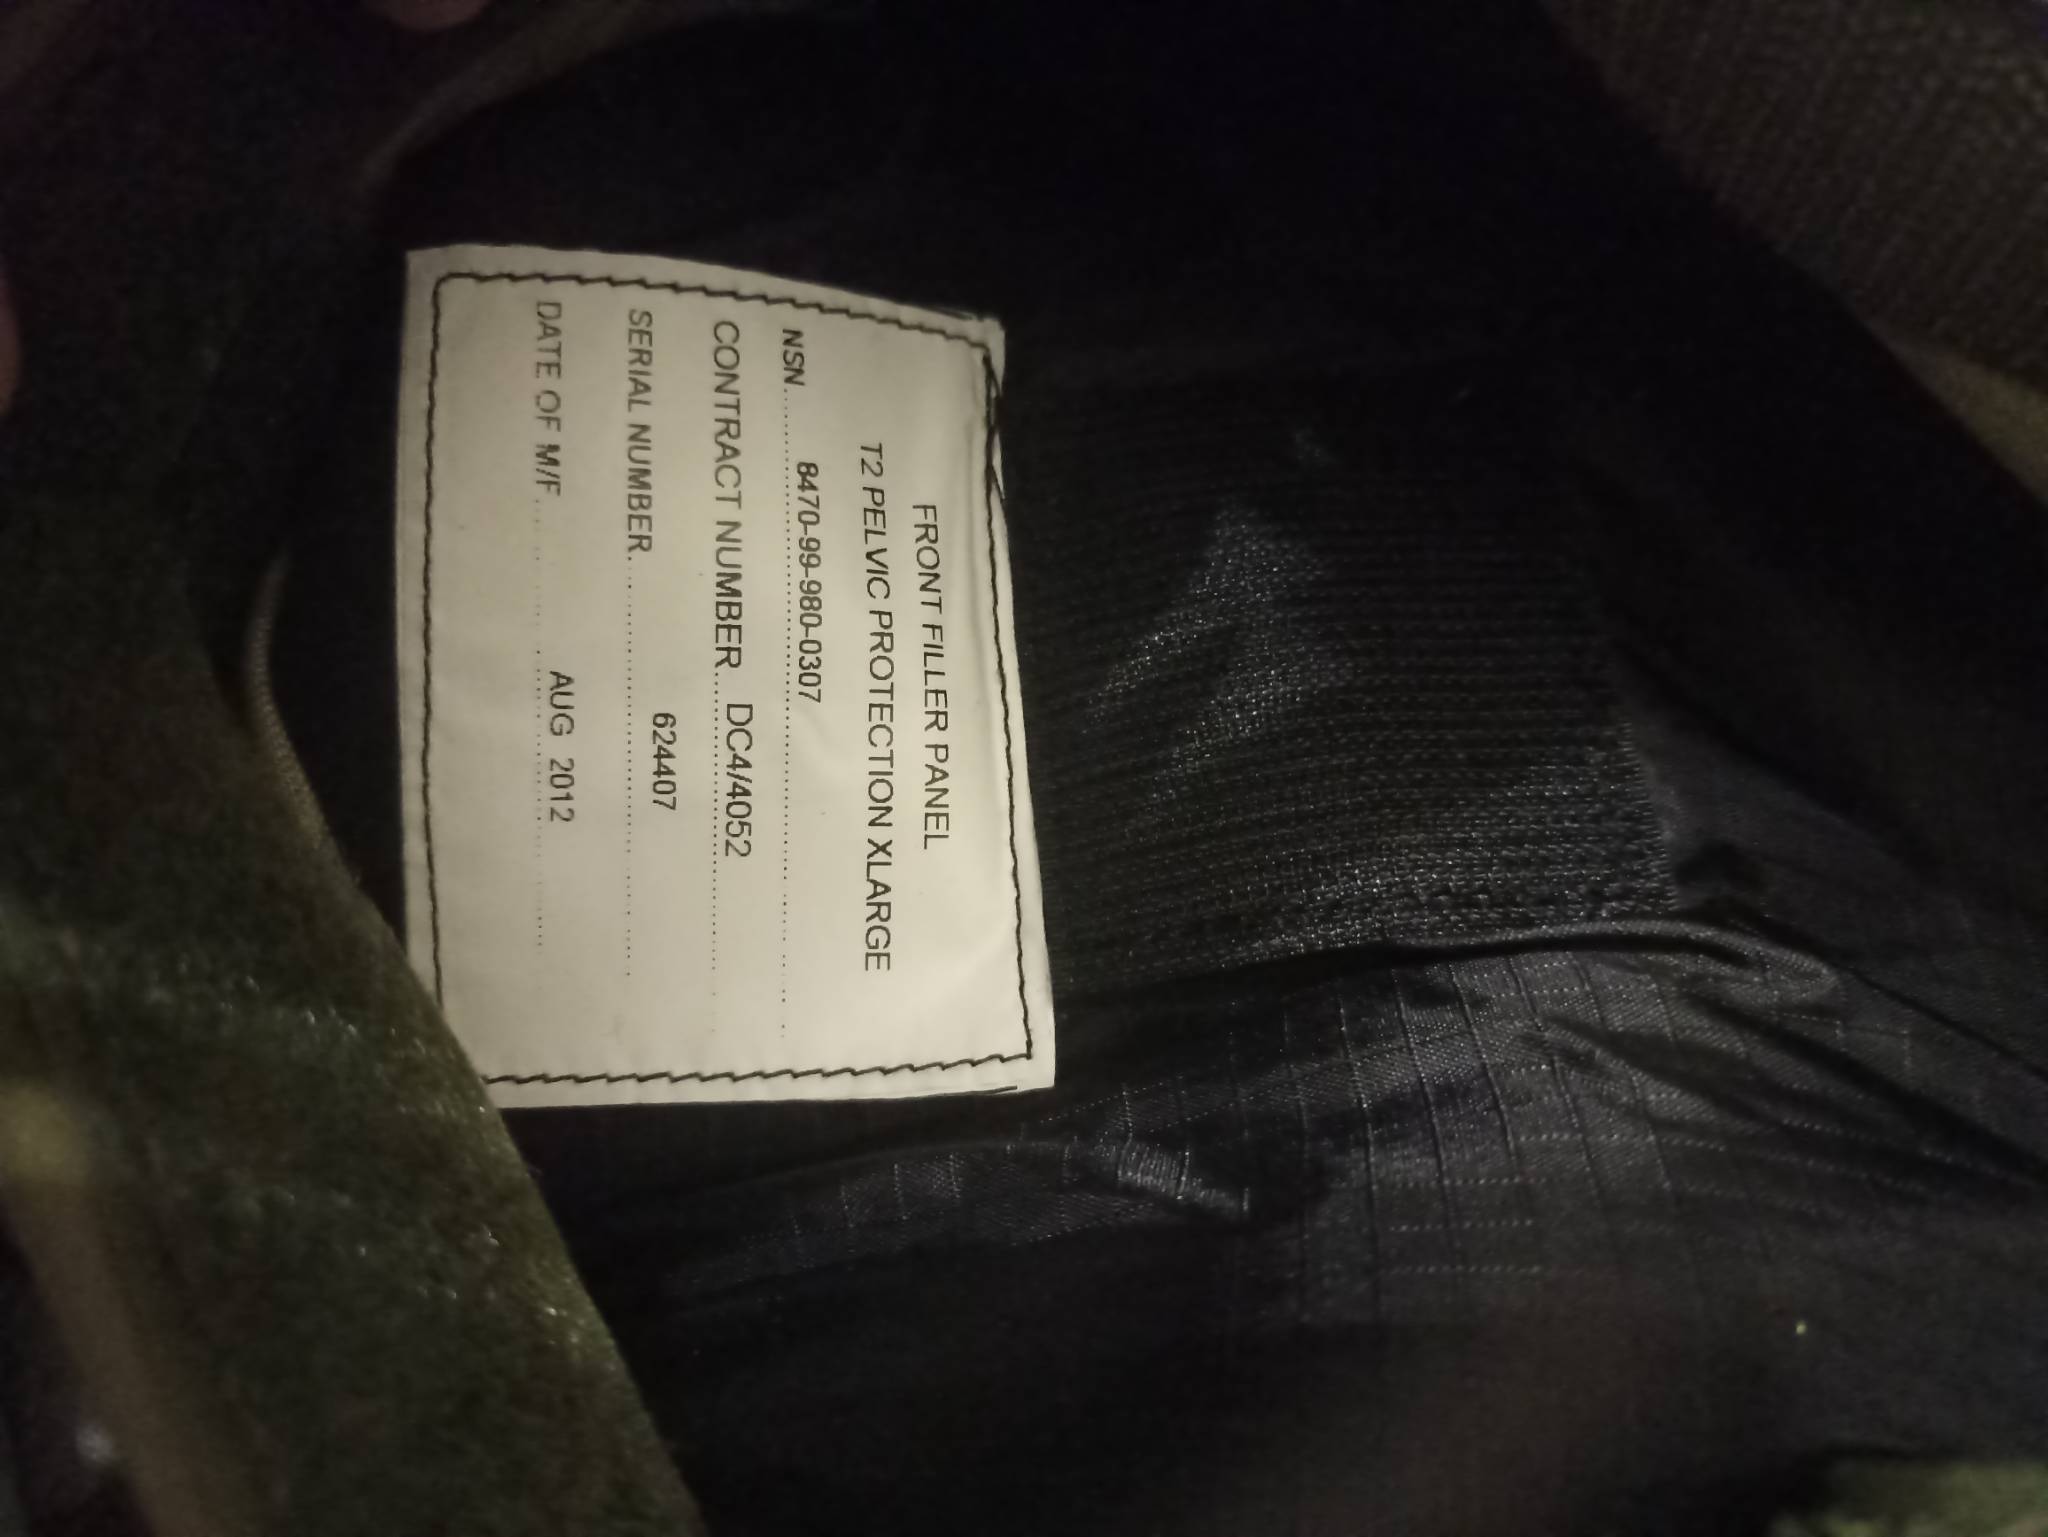 FRONT FILLER PANEL
T2 PELVIC PROTECTION XLARGE
NSN.......8470-99-980-0307.......
CONTRACT NUMBER....DC4/4052.......
SERIAL NUMBER.......624407.......
DATE OF M/F.......AUG 2012.......